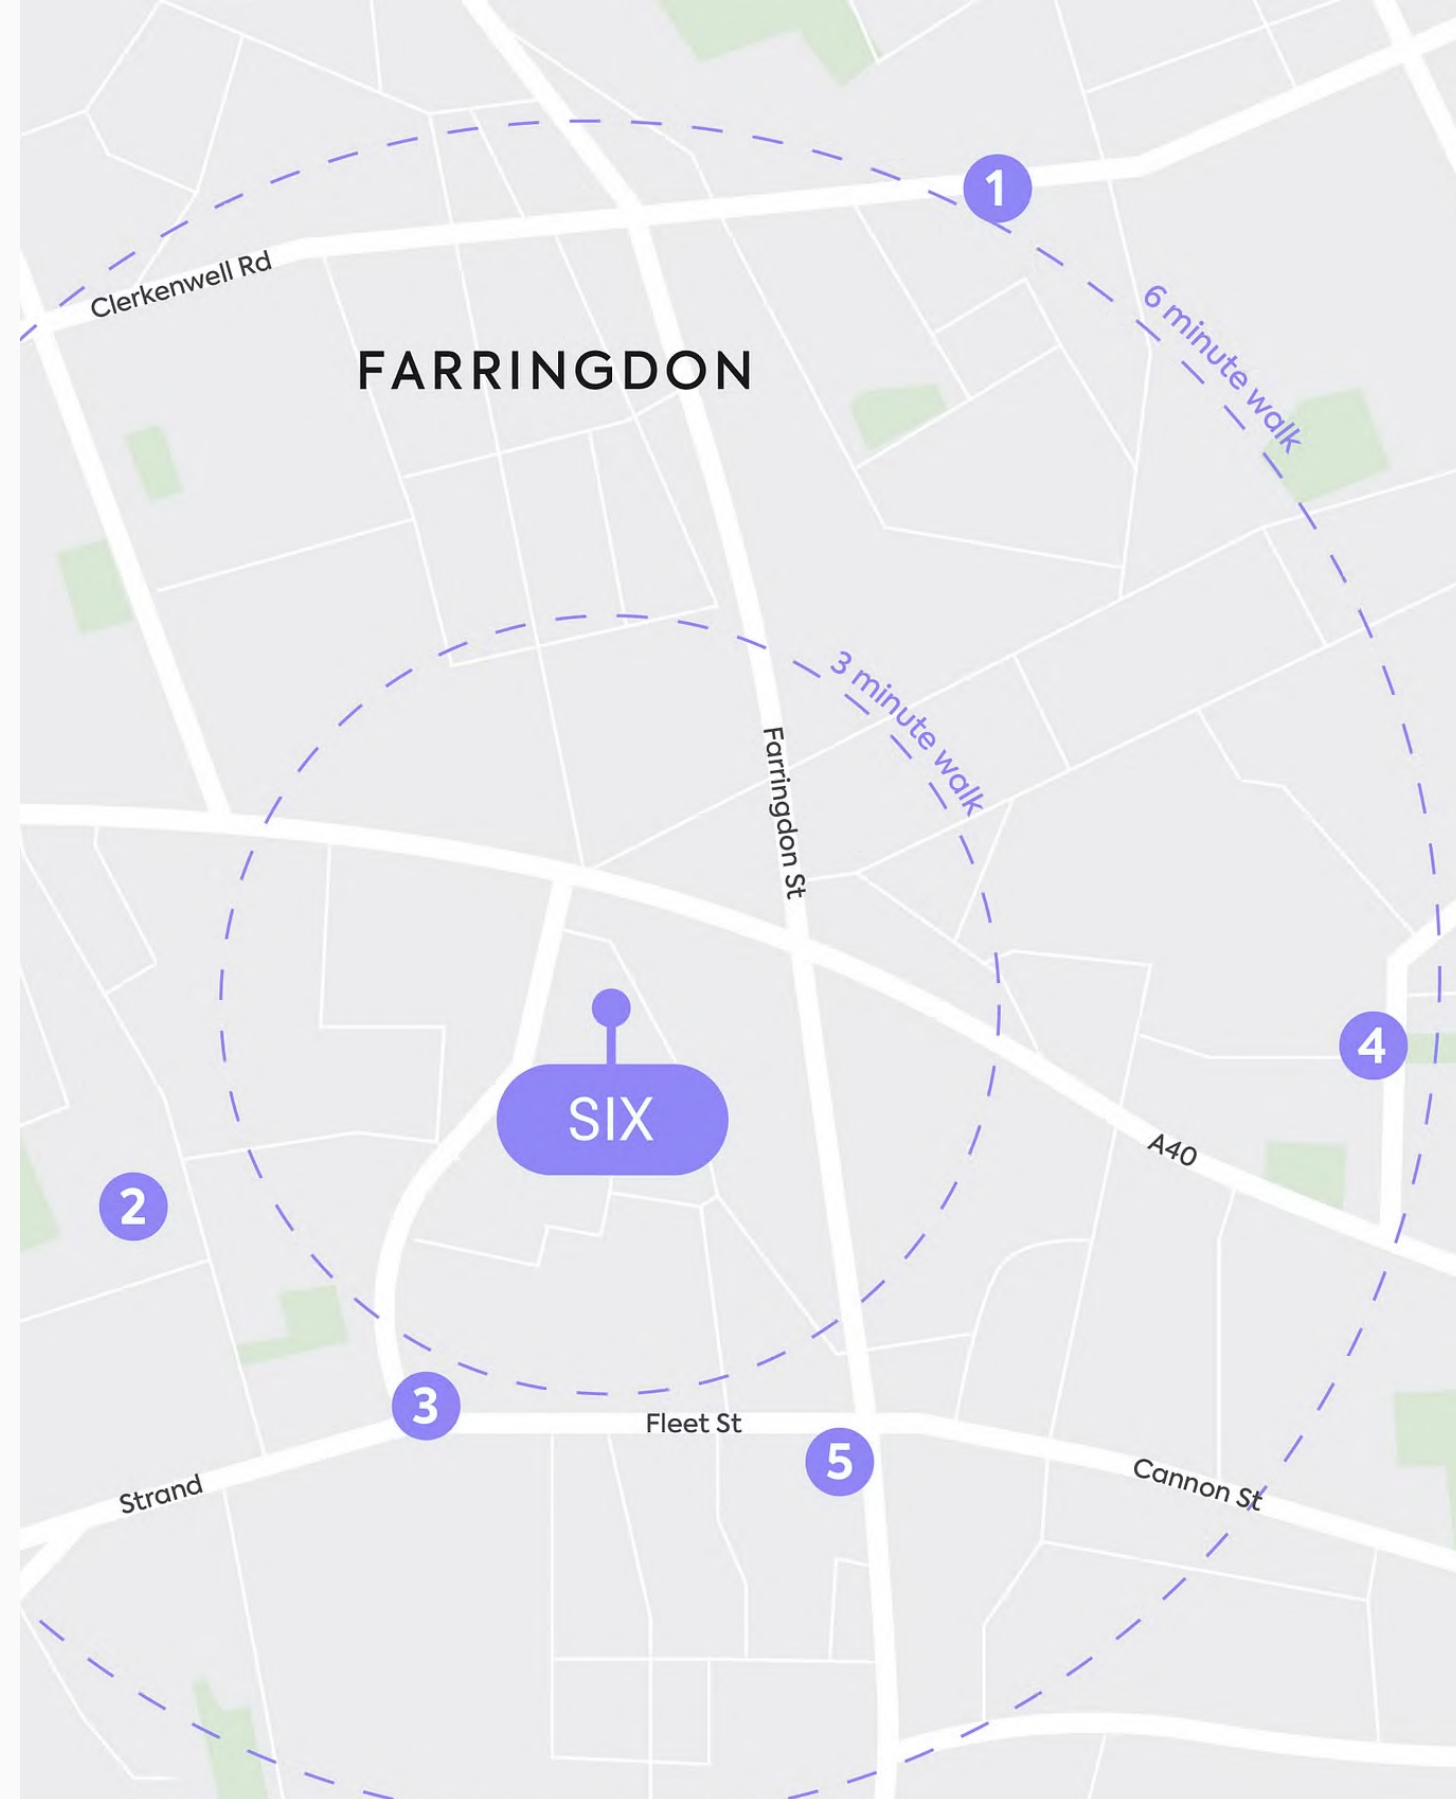 1
6 minute walk
Clerkenwell Rd
FARRINGDON
3 minute walk
Farringdon St
4
SIX
A40
2
3
Fleet St
5
Strand
Cannon St